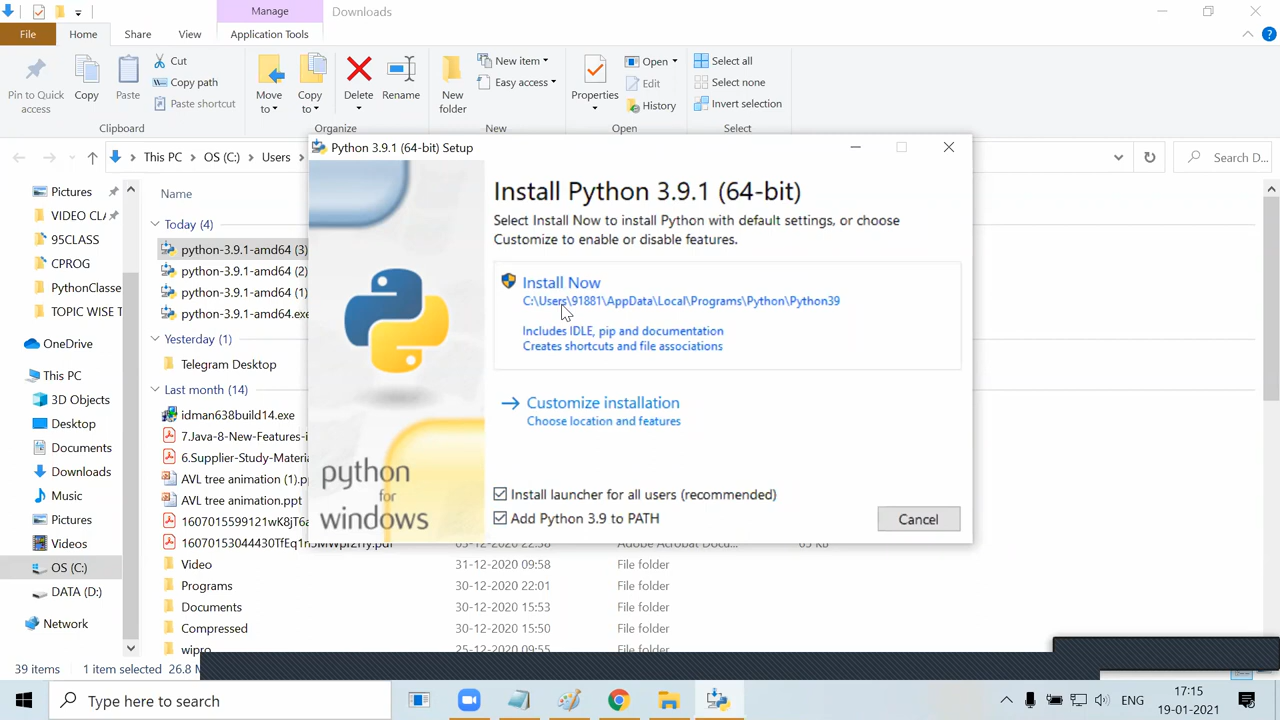 Manage
Downloads
File
Home
Share
View
Application Tools
Pin to Quick access
Copy
Paste
Cut
Copy path
Paste shortcut
Clipboard
Move to
Copy to
Delete
Rename
Organize
New folder
New item
Easy access
New
Properties
Open
Edit
History
Open
Select all
Select none
Invert selection
Select
This PC
OS (C:)
Users
Search D...
Pictures
VIDEO CL
95CLASS
CPROG
PythonClasse
TOPIC WISE T
OneDrive
This PC
3D Objects
Desktop
Documents
Downloads
Music
Pictures
Videos
OS (C:)
DATA (D:)
Network
Name
Today (4)
python-3.9.1-amd64 (3)
python-3.9.1-amd64 (2)
python-3.9.1-amd64 (1)
python-3.9.1-amd64
Yesterday (1)
Telegram Desktop
Last month (14)
idman638build14.exe
7.Java-8-New-Features-i
6.Supplier-Study-Materia
AVL tree animation (1).p
AVL tree animation.ppt
Video 31-12-2020 09:58 File folder
Programs 30-12-2020 22:01 File folder
Documents 30-12-2020 15:53 File folder
Compressed 30-12-2020 15:50 File folder
wipro 25-12-2020 09:55 File folder
Python 3.9.1 (64-bit) Setup
Install Python 3.9.1 (64-bit)
Select Install Now to install Python with default settings, or choose
Customize to enable or disable features.
Install Now
C:\Users\91881\AppData\Local\Programs\Python\Python39
Includes IDLE, pip and documentation
Creates shortcuts and file associations
Customize installation
Choose location and features
python
for
windows
Install launcher for all users (recommended)
Add Python 3.9 to PATH
Cancel
39 items
1 item selected
26.8 M
Type here to search
ENG
17:15
19-01-2021